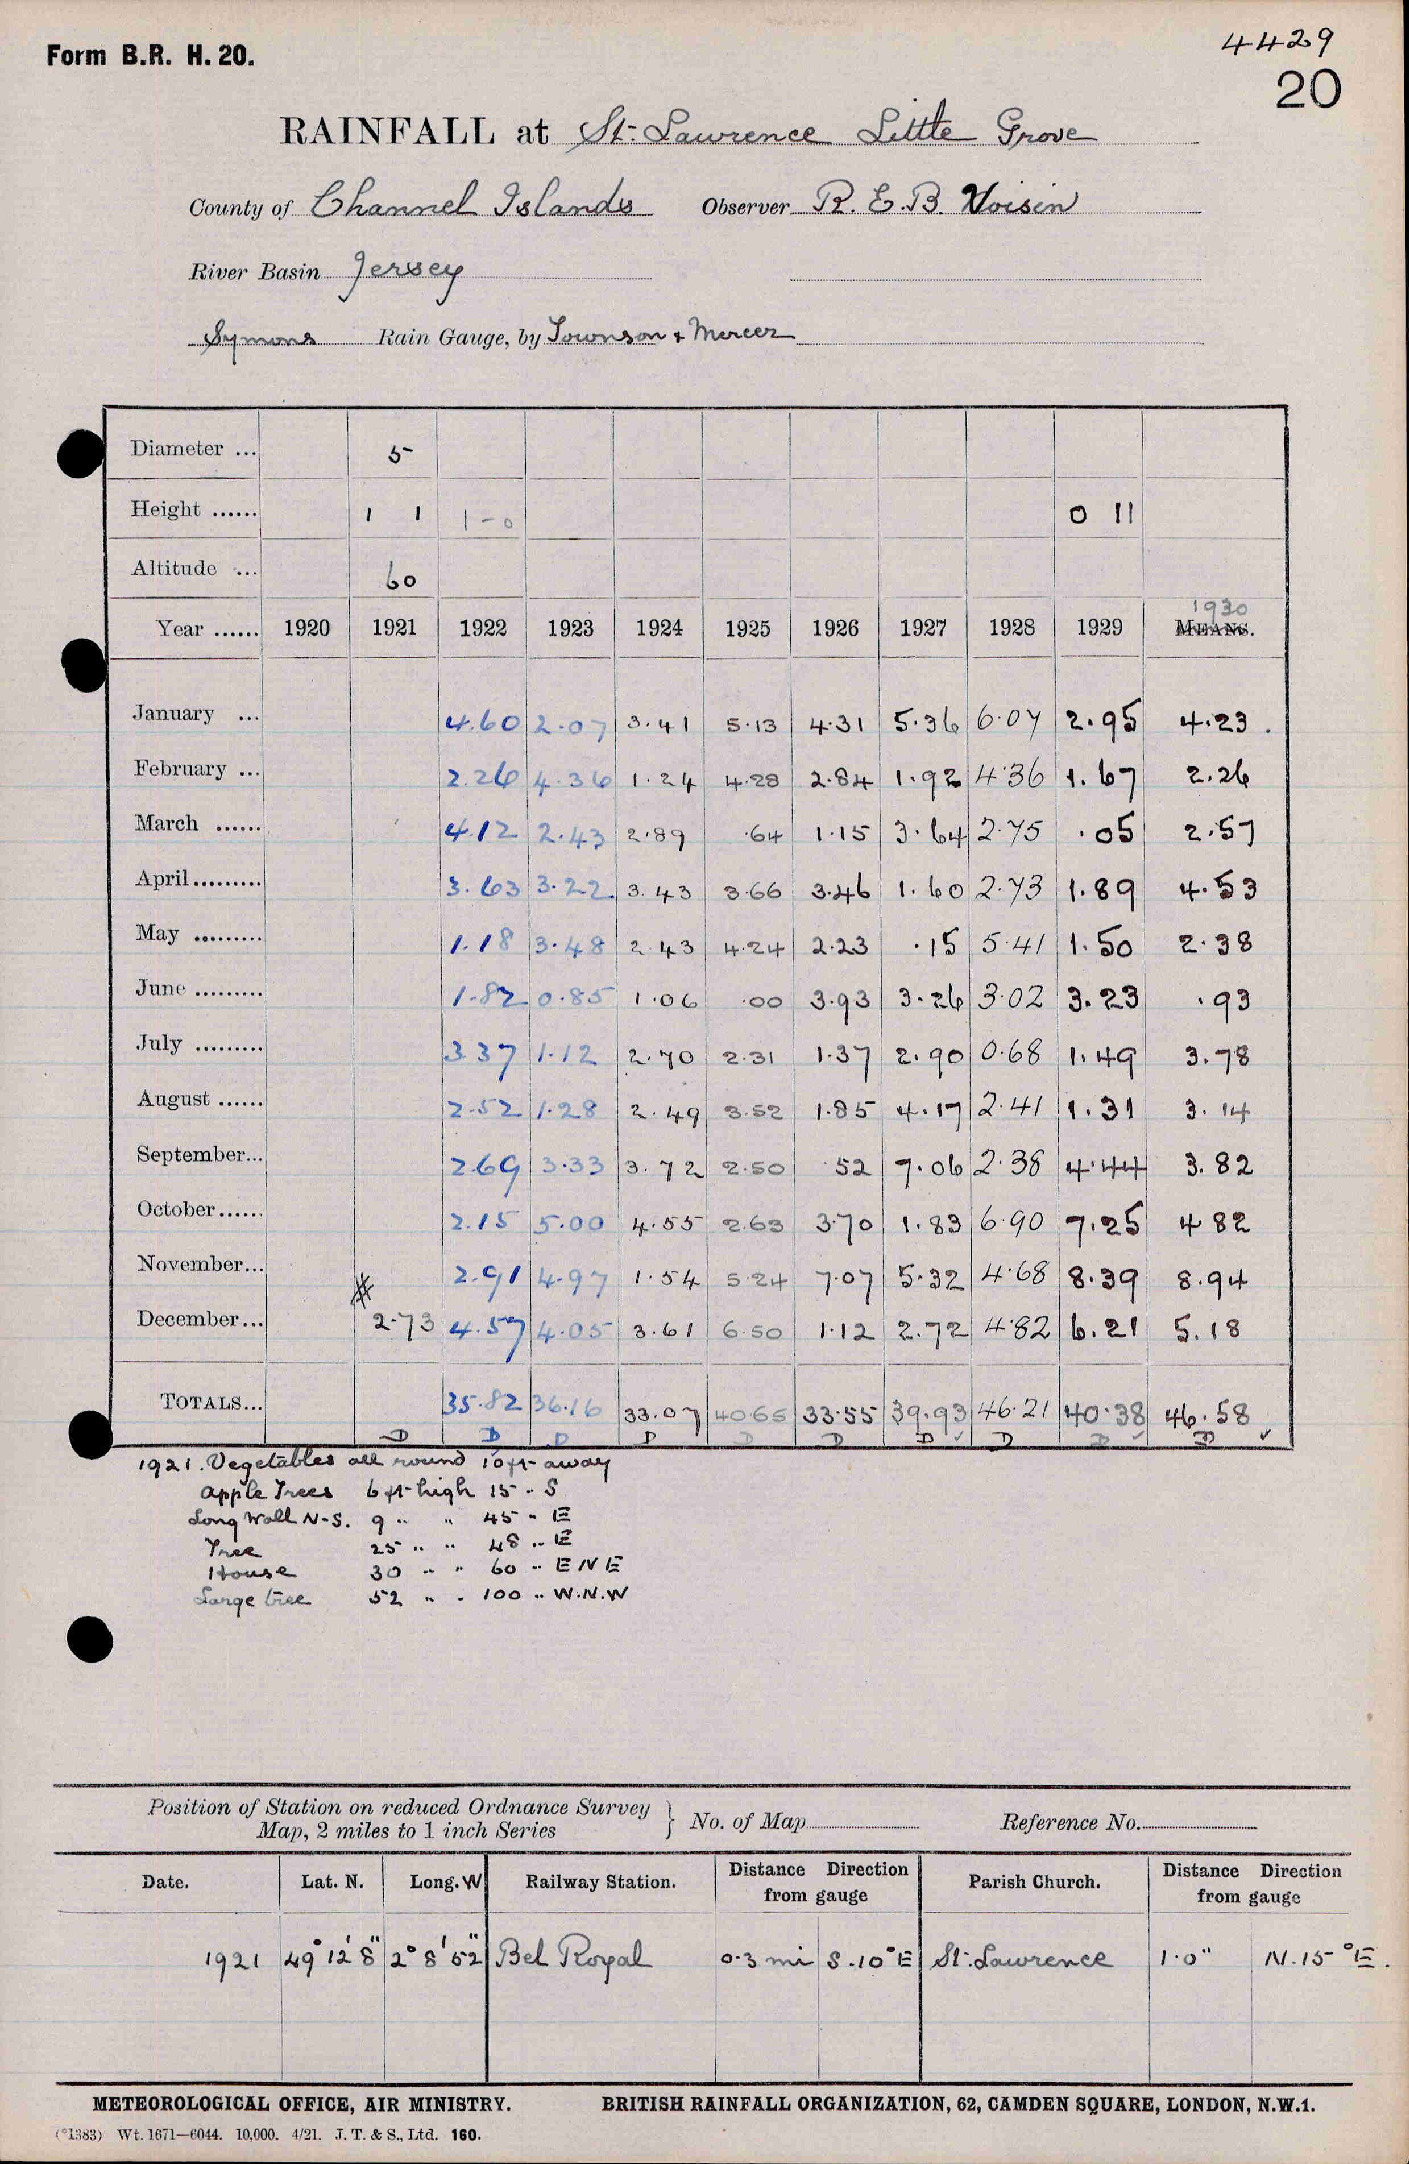 Form B.R. H. 20.
4429
20
RAINFALL at St. Lawrence Little Grove
County of Channel Islands Observer R. E. B. Voisin
River Basin Jersey
Symons Rain Gauge, by Townson + Mercer
Diameter ... 5
Height ...... 1 1 1-0 0 11
Altitude ... 60
1930
Year ...... 1920 1921 1922 1923 1924 1925 1926 1927 1928 1929 MEANS.
January ... 4.60 2.07 3.41 5.13 4.31 5.36 6.07 2.95 4.23.
February ... 2.26 4.36 1.24 4.28 2.84 1.92 4.36 1.67 2.26
March ...... 4.12 2.43 2.89 .64 1.15 3.64 2.75 .05 2.57
April......... 3.63 3.22 3.43 3.66 3.46 1.60 2.73 1.89 4.53
May ......... 1.18 3.48 2.43 4.24 2.23 .15 5.41 1.50 2.38
June ......... 1.82 0.85 1.06 .00 3.93 3.26 3.02 3.23 .93
July ......... 3.37 1.12 2.70 2.31 1.37 2.90 0.68 1.49 3.78
August ...... 2.52 1.28 2.49 3.52 1.85 4.17 2.41 1.31 3.14
September... 2.69 3.33 3.72 2.50 52 7.06 2.38 4.44 3.82
October...... 2.15 5.00 4.55 2.63 3.70 1.83 6.90 7.25 4 82
November... 2.91 4.97 1.54 5.24 7.07 5.32 4.68 8.39 8.94
December... # 2.73 4.57 4.05 3.61 6.50 1.12 2.72 4.82 6.21 5.18
TOTALS... 35.82 36.16 33.07 40.65 33.55 39.93 46.21 40.38 46.58
D D D D D D D ✓ D D ✓ D ✓
1921. Vegetables all round 10 ft away
Apple Trees 6 ft high 15 " S
Long Wall N-S. 9 " " 45 " E
Tree 25 " " 48 " E
House 30 " " 60 " E N E
Large tree 52 " " 100 " W.N.W
Position of Station on reduced Ordnance Survey
Map, 2 miles to 1 inch Series } No. of Map Reference No.
Date. Lat. N. Long. W Railway Station. Distance Direction from gauge Parish Church. Distance Direction from gauge
1921 49° 12' 8" 2° 8' 52" Bel Royal 0.3 mi S.10°E St. Lawrence 1.0" N.15°E.
METEOROLOGICAL OFFICE, AIR MINISTRY. BRITISH RAINFALL ORGANIZATION, 62, CAMDEN SQUARE, LONDON, N.W.1.
(*1383) Wt. 1671—6044. 10,000. 4/21. J. T. & S., Ltd. 160.